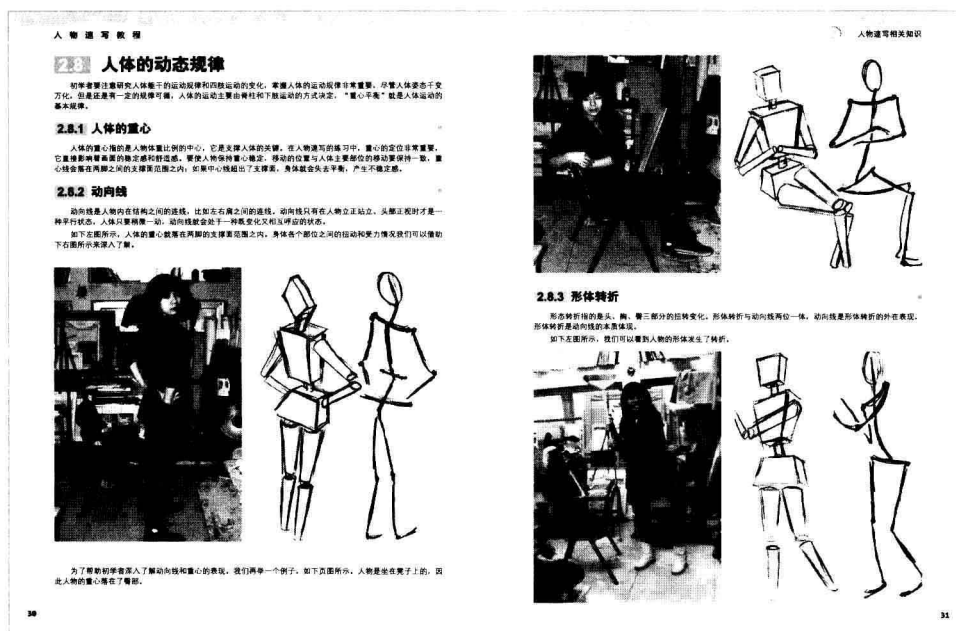 人物速写教程
2.8 人体的动态规律
初学者要注意研究人体躯干的运动规律和四肢运动的变化，掌握人体的运动规律非常重要。尽管人体姿态千变
万化，但是还是有一定的规律可循，人体的运动主要由脊柱和下肢运动的方式决定，“重心平衡”就是人体运动的
基本规律。
2.8.1 人体的重心
人体的重心指的是人物体重比例的中心，它是支撑人体的关键。在人物速写的练习中，重心的定位非常重要，
它直接影响着画面的稳定感和舒适感。要使人物保持重心稳定，移动的位置与人体主要部位的移动要保持一致，重
心线会落在两脚之间的支撑面范围之内；如果中心线超出了支撑面，身体就会失去平衡，产生不稳定感。
2.8.2 动向线
动向线是人物内在结构之间的连线，比如左右肩之间的连线。动向线只有在人物立正站立、头部正视时才是一
种平行状态，人体只要稍微一动，动向线就会处于一种既变化又相互呼应的状态。
如下左图所示，人体的重心就落在两脚的支撑面范围之内，身体各个部位之间的扭动和受力情况我们可以借助
下右图所示来深入了解。
为了帮助初学者深入了解动向线和重心的表现，我们再举一个例子，如下页图所示，人物是坐在凳子上的，因
此人物的重心落在了臀部。
30
人物速写相关知识
2.8.3 形体转折
形态转折指的是头、胸、臀三部分的扭转变化。形体转折与动向线两位一体，动向线是形体转折的外在表现，
形体转折是动向线的本质体现。
如下左图所示，我们可以看到人物的形体发生了转折。
31